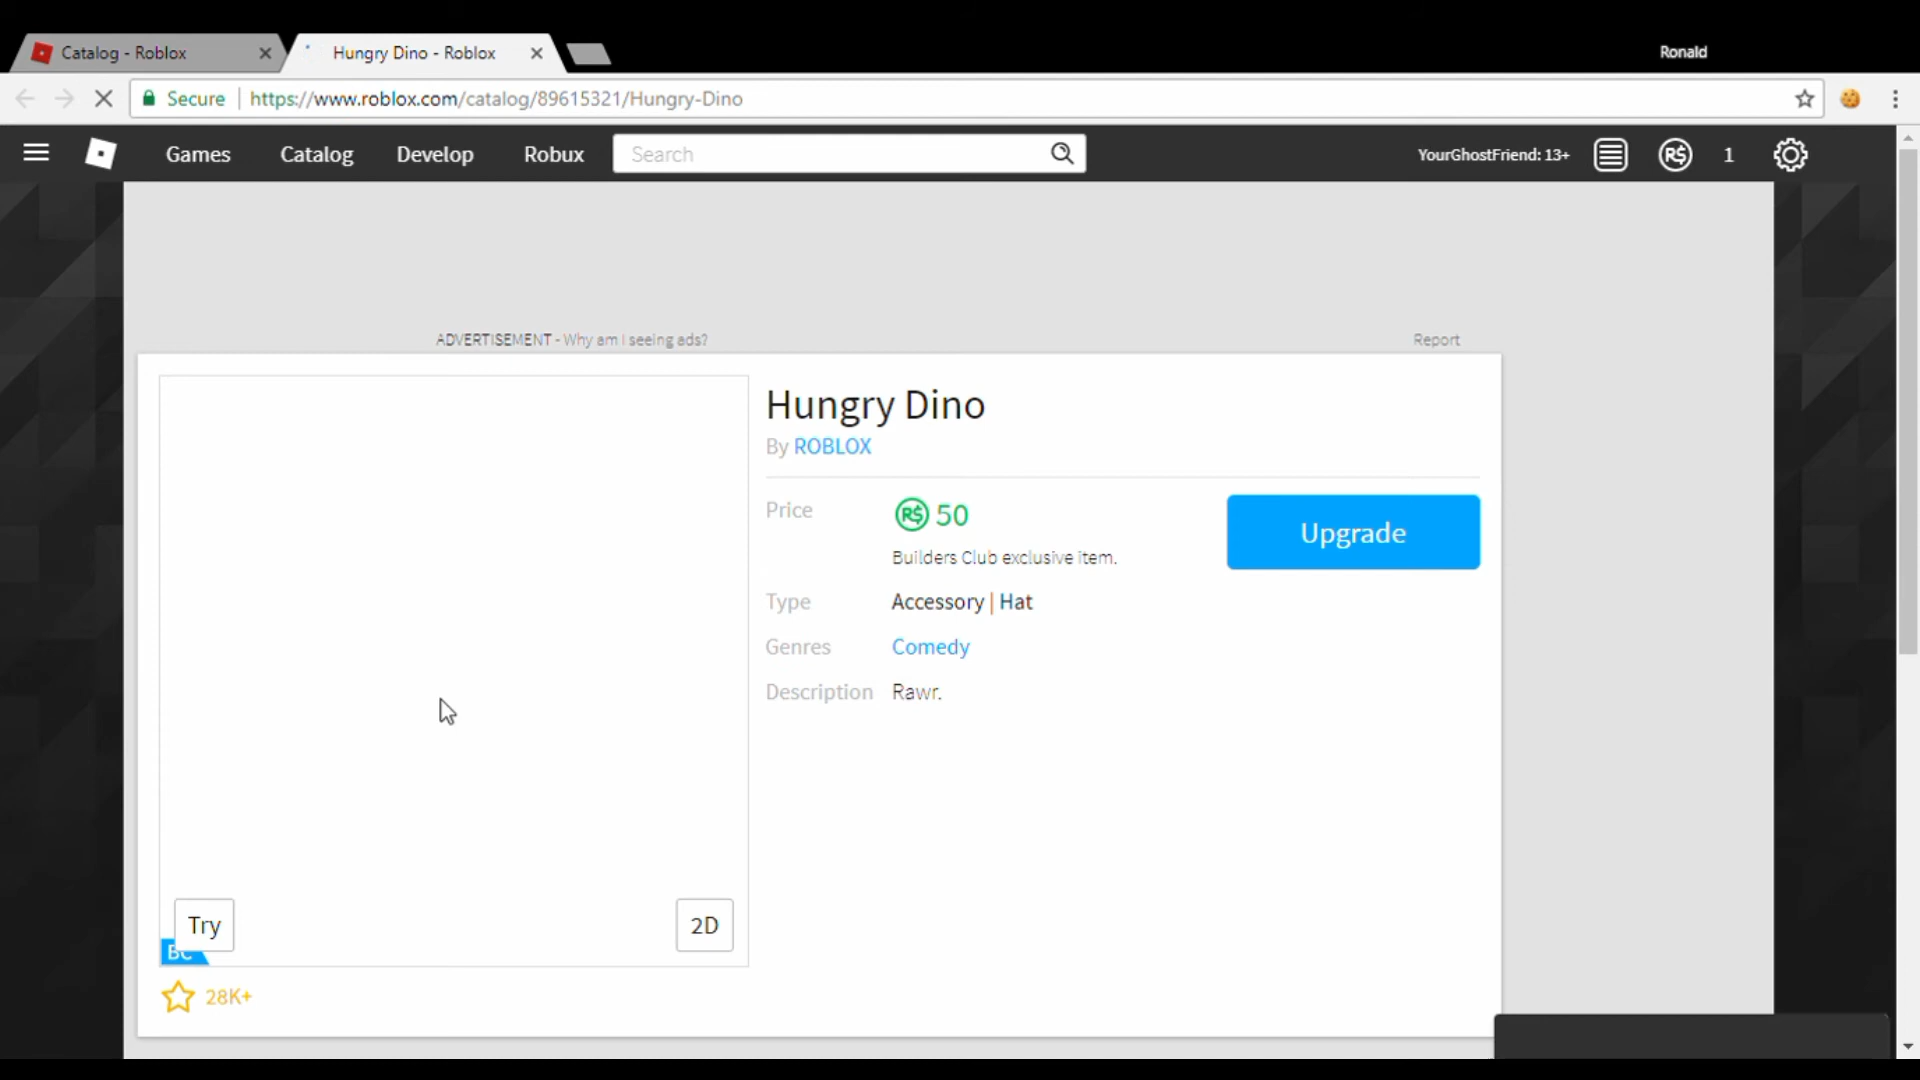 Catalog - Roblox
Hungry Dino - Roblox
Ronald
Secure
https://www.roblox.com/catalog/89615321/Hungry-Dino
Games
Catalog
Develop
Robux
Search
YourGhostFriend: 13+
R$
1
ADVERTISEMENT - Why am I seeing ads?
Report
Hungry Dino
By ROBLOX
Price
R$ 50
Upgrade
Builders Club exclusive item.
Type
Accessory | Hat
Genres
Comedy
Description
Rawr.
Try
2D
BC
28K+